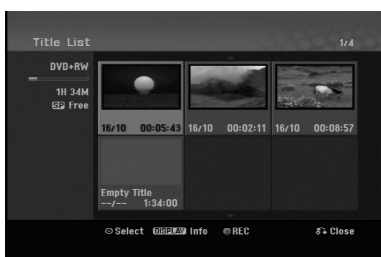 Title List 1/4
DVD+RW
1H 34M
SP Free
16/10 00:05:43 16/10 00:02:11 16/10 00:08:57
Empty Title
--/-- 1:34:00
Select DISPLAY Info REC Close